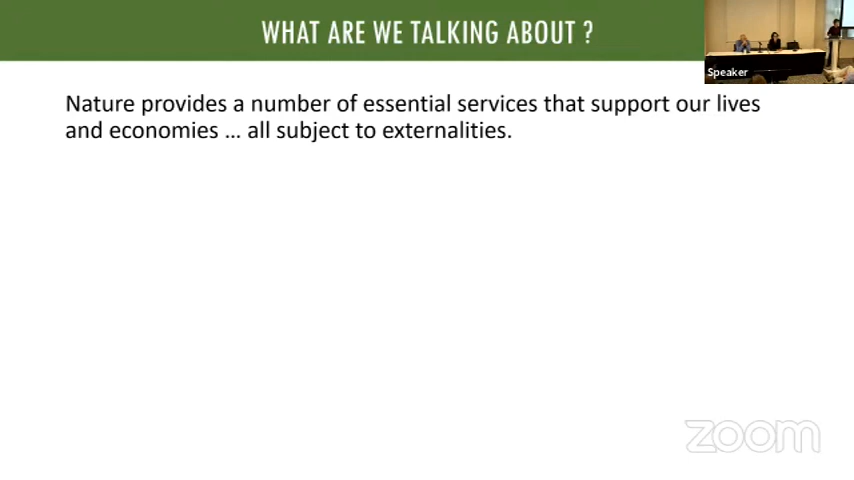 WHAT ARE WE TALKING ABOUT ?
Speaker
Nature provides a number of essential services that support our lives
and economies ... all subject to externalities.
zoom